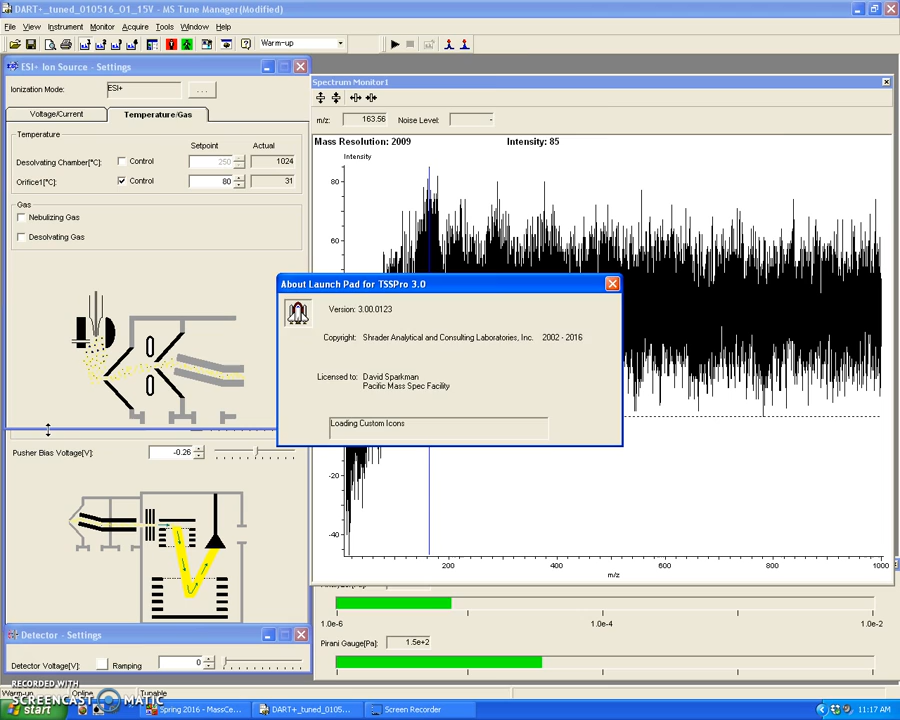 DART+_tuned_010516_01_15V - MS Tune Manager(Modified)
File View Instrument Monitor Acquire Tools Window Help
Warm-up
ESI+ Ion Source - Settings
Ionization Mode: ESI+ ...
Voltage/Current Temperature/Gas
Temperature
Setpoint Actual
Desolvating Chamber[°C] Control 250 1024
Orifice1[°C]: Control 80 31
Gas
Nebulizing Gas
Desolvating Gas
Pusher Bias Voltage[V]: -0.26
Detector - Settings
Detector Voltage[V]: Ramping 0
Spectrum Monitor1
m/z: 163.56 Noise Level: -
Mass Resolution: 2009 Intensity: 85
Intensity
80
60
-20
-40
200 400 600 800 1000
m/z
About Launch Pad for TSSPro 3.0
Version: 3.00.0123
Copyright: Shrader Analytical and Consulting Laboratories, Inc. 2002 - 2016
Licensed to: David Sparkman
Pacific Mass Spec Facility
Loading Custom Icons
1.0e-6 1.0e-4 1.0e-2
Pirani Gauge[Pa]: 1.5e+2
Warm-up Online Tunable
RECORDED WITH
SCREENCAST MATIC
start Spring 2016 - MassCe... DART+_tuned_0105... Screen Recorder 11:17 AM